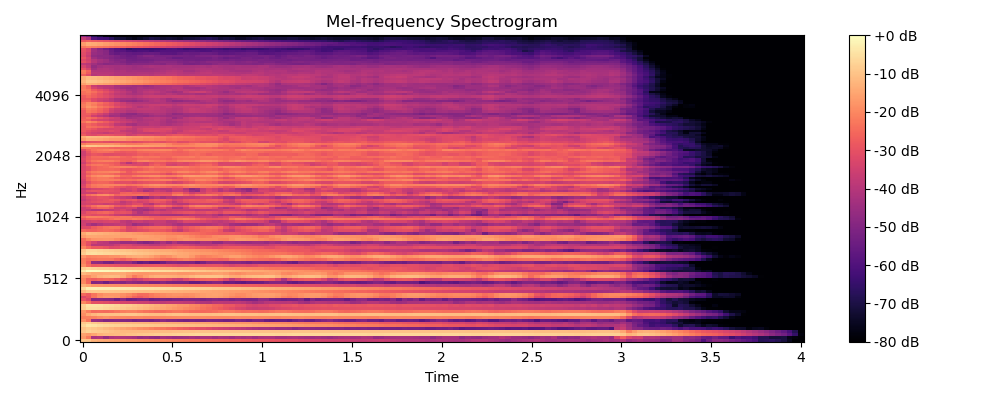 Mel-frequency Spectrogram
Hz
4096
2048
1024
512
0
0
0.5
1
1.5
2
2.5
3
3.5
4
Time
+0 dB
-10 dB
-20 dB
-30 dB
-40 dB
-50 dB
-60 dB
-70 dB
-80 dB